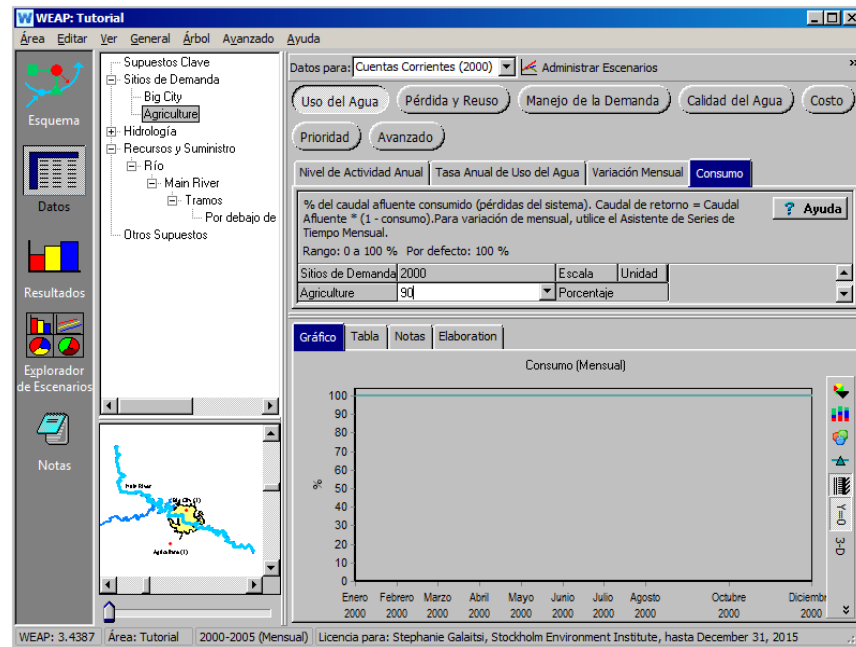 WEAP: Tutorial
Área Editar Ver General Árbol Avanzado Ayuda
Esquema
Datos
Resultados
Explorador
de Escenarios
Notas
Supuestos Clave
Sitios de Demanda
Big City
Agriculture
Hidrología
Recursos y Suministro
Río
Main River
Tramos
Por debajo de
Otros Supuestos
Main River
Big City (1)
Agriculture (1)
Datos para: Cuentas Corrientes (2000) Administrar Escenarios »
Uso del Agua Pérdida y Reuso Manejo de la Demanda Calidad del Agua Costo
Prioridad Avanzado
Nivel de Actividad Anual Tasa Anual de Uso del Agua Variación Mensual Consumo
% del caudal afluente consumido (pérdidas del sistema). Caudal de retorno = Caudal
Afluente * (1 - consumo).Para variación de mensual, utilice el Asistente de Series de
Tiempo Mensual.
Rango: 0 a 100 % Por defecto: 100 %
? Ayuda
Sitios de Demanda 2000 Escala Unidad
Agriculture 90 Porcentaje
Gráfico Tabla Notas Elaboration
Consumo (Mensual)
%
100
90
80
70
60
50
40
30
20
10
0
Enero Febrero Marzo Abril Mayo Junio Julio Agosto Octubre Diciembr
2000 2000 2000 2000 2000 2000 2000 2000 2000 2000
Y=0
3-D
WEAP: 3.4387 Área: Tutorial 2000-2005 (Mensual) Licencia para: Stephanie Galaitsi, Stockholm Environment Institute, hasta December 31, 2015